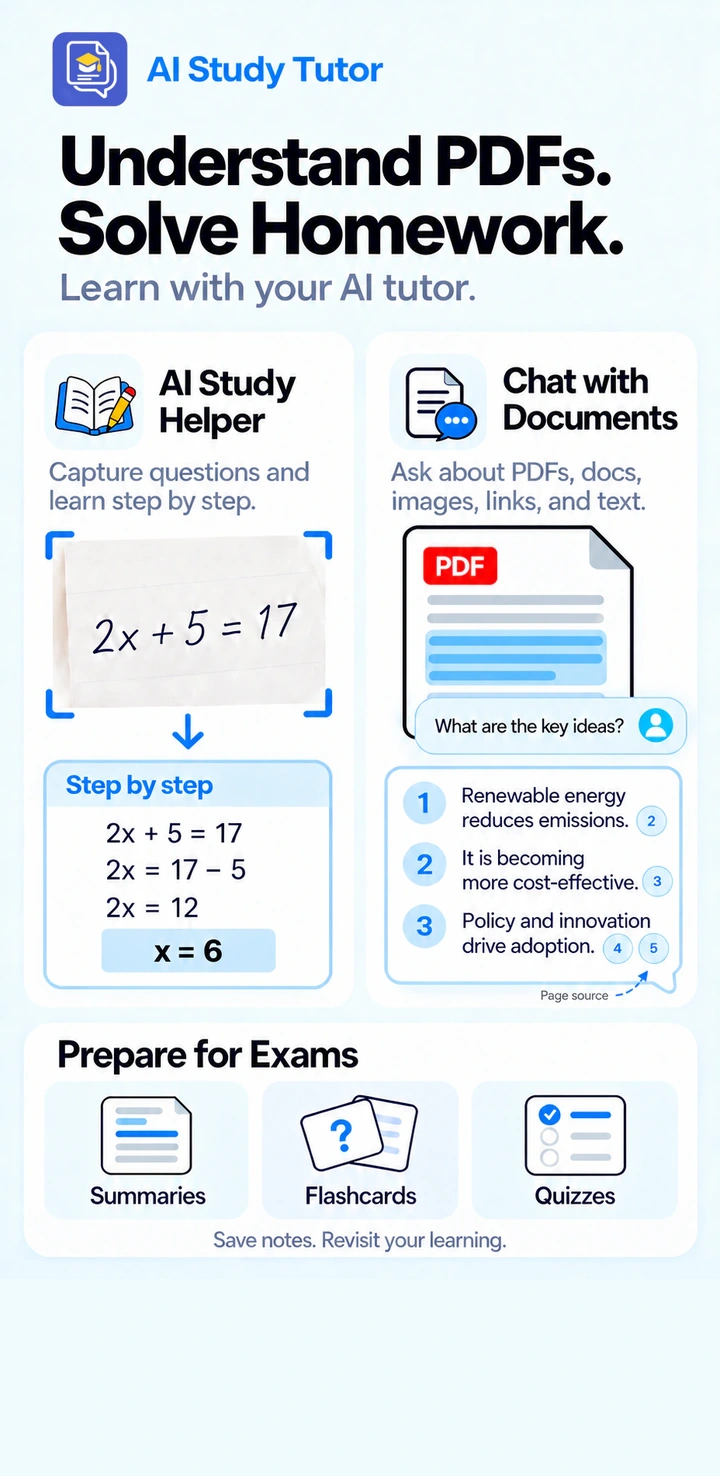 AI Study Tutor
Understand PDFs.
Solve Homework.
Learn with your AI tutor.
AI Study
Helper
Capture questions and
learn step by step.
2x + 5 = 17
Step by step
2x + 5 = 17
2x = 17 − 5
2x = 12
x = 6
Chat with
Documents
Ask about PDFs, docs,
images, links, and text.
PDF
What are the key ideas?
1 Renewable energy
reduces emissions. 2
2 It is becoming
more cost-effective. 3
3 Policy and innovation
drive adoption. 4 5
Page source
Prepare for Exams
?
Summaries
Flashcards
Quizzes
Save notes. Revisit your learning.